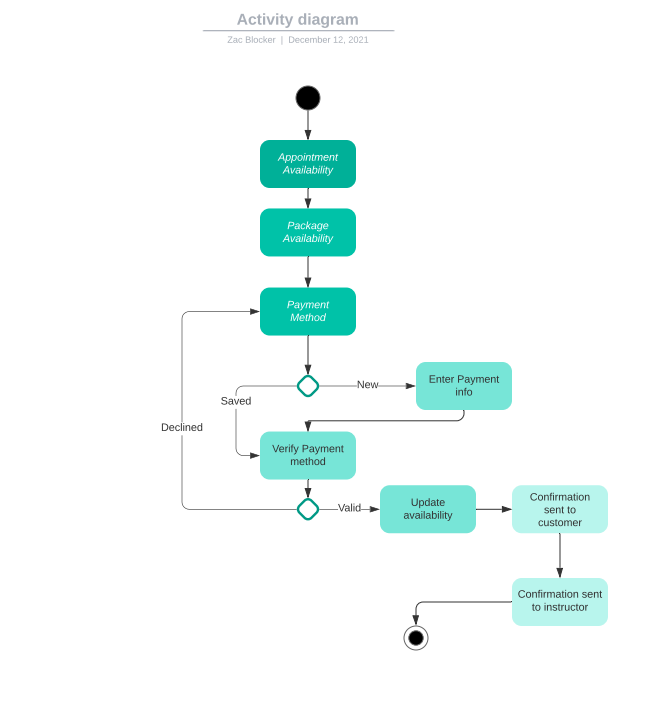 Activity diagram
Zac Blocker | December 12, 2021
Appointment
Availability
Package
Availability
Payment
Method
New
Enter Payment
info
Saved
Declined
Verify Payment
method
Valid
Update
availability
Confirmation
sent to
customer
Confirmation sent
to instructor